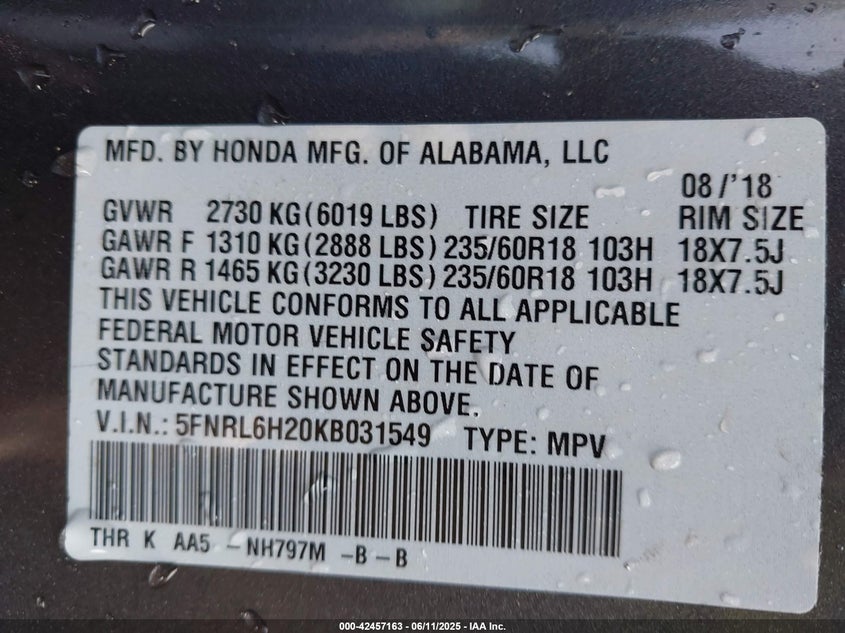 MFD. BY HONDA MFG. OF ALABAMA, LLC
08/'18
GVWR 2730 KG(6019 LBS) TIRE SIZE RIM SIZE
GAWR F 1310 KG(2888 LBS)235/60R18 103H 18X7.5J
GAWR R 1465 KG(3230 LBS)235/60R18 103H 18X7.5J
THIS VEHICLE CONFORMS TO ALL APPLICABLE
FEDERAL MOTOR VEHICLE SAFETY
STANDARDS IN EFFECT ON THE DATE OF
MANUFACTURE SHOWN ABOVE.
V.I.N.: 5FNRL6H20KB031549 TYPE: MPV
THR K AA5 -NH797M -B-B
000-42457163 - 06/11/2025 - IAA Inc.